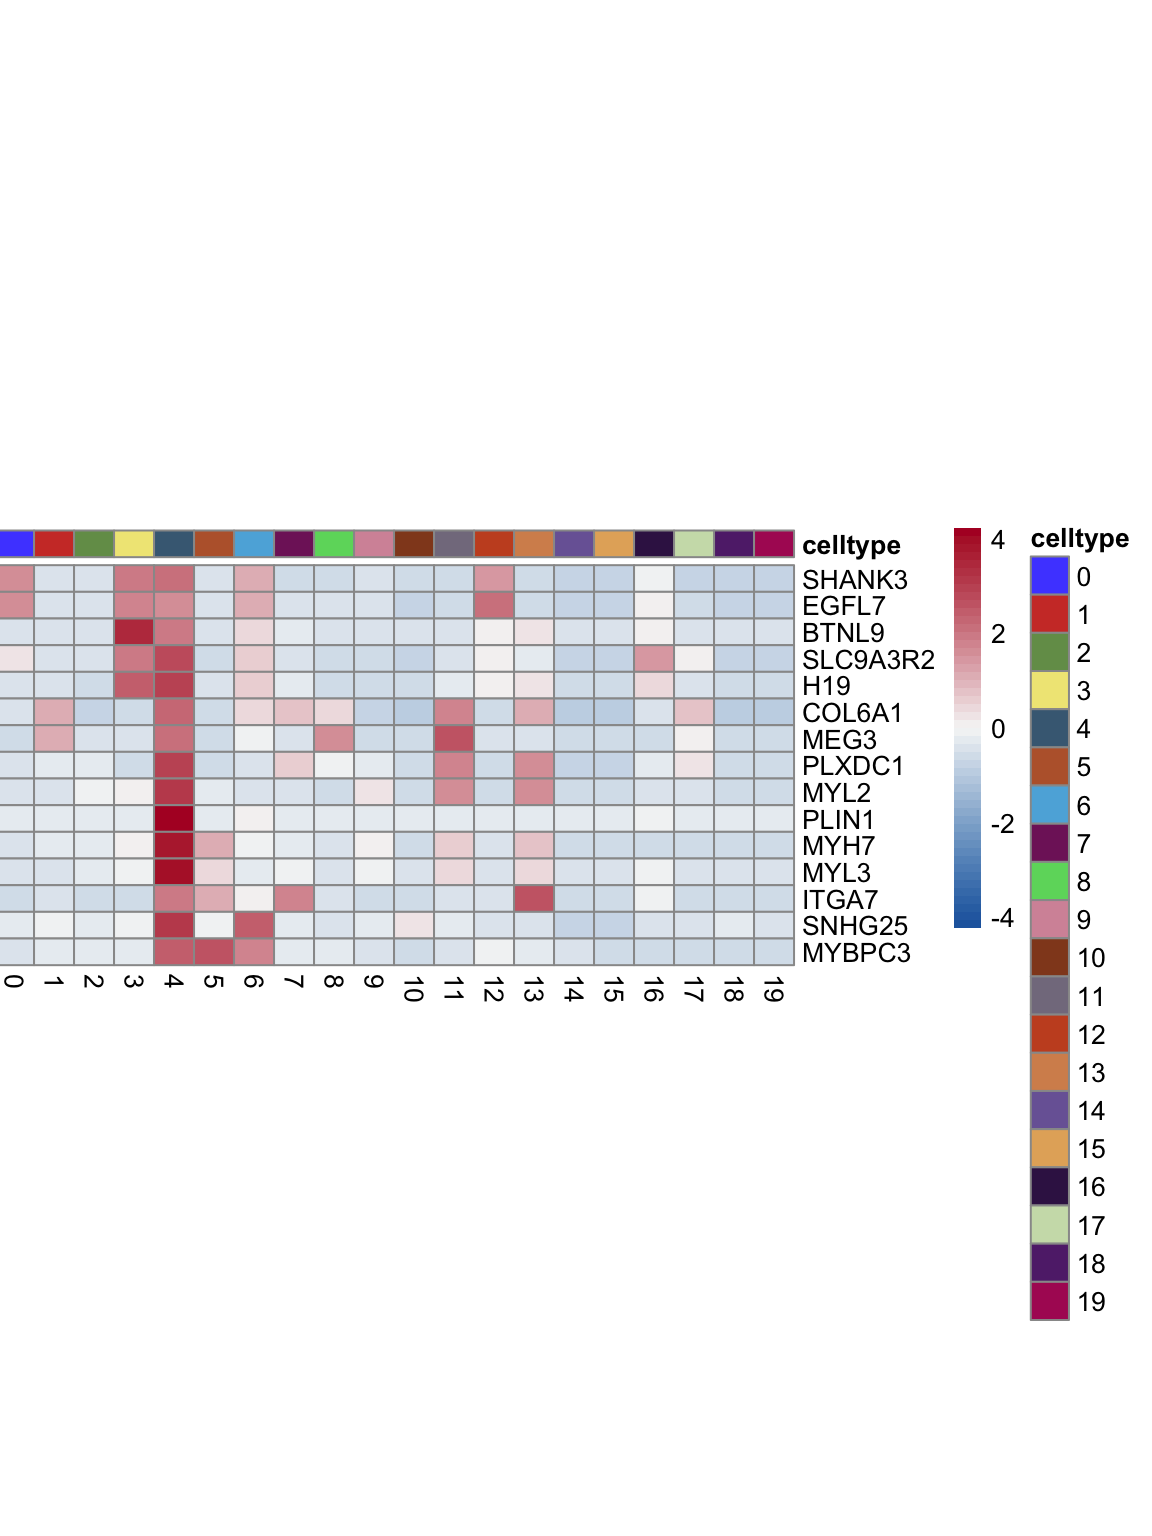 celltype
SHANK3
EGFL7
BTNL9
SLC9A3R2
H19
COL6A1
MEG3
PLXDC1
MYL2
PLIN1
MYH7
MYL3
ITGA7
SNHG25
MYBPC3
0 1 2 3 4 5 6 7 8 9 10 11 12 13 14 15 16 17 18 19
4
2
0
-2
-4
celltype
0
1
2
3
4
5
6
7
8
9
10
11
12
13
14
15
16
17
18
19